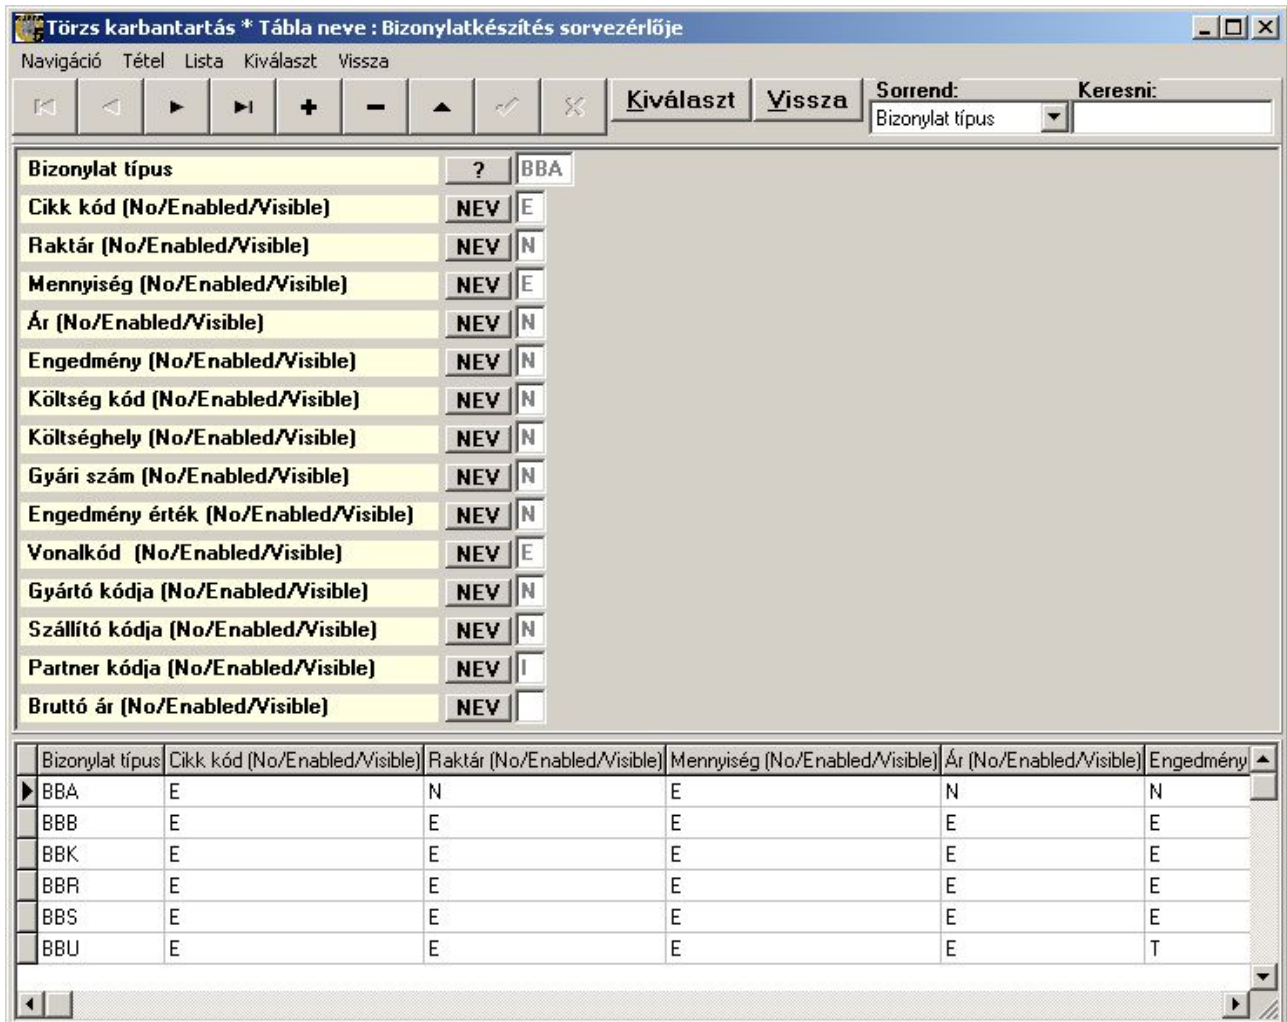 Törzs karbantartás * Tábla neve : Bizonylatkészítés sorvezérlője
Navigáció Tétel Lista Kiválaszt Vissza
Kiválaszt Vissza Sorrend: Keresni:
Bizonylat típus
Bizonylat típus ? BBA
Cikk kód (No/Enabled/Visible) NEV E
Raktár (No/Enabled/Visible) NEV N
Mennyiség (No/Enabled/Visible) NEV E
Ár (No/Enabled/Visible) NEV N
Engedmény (No/Enabled/Visible) NEV N
Költség kód (No/Enabled/Visible) NEV N
Költséghely (No/Enabled/Visible) NEV N
Gyári szám (No/Enabled/Visible) NEV N
Engedmény érték (No/Enabled/Visible) NEV N
Vonalkód (No/Enabled/Visible) NEV E
Gyártó kódja (No/Enabled/Visible) NEV N
Szállító kódja (No/Enabled/Visible) NEV N
Partner kódja (No/Enabled/Visible) NEV I
Bruttó ár (No/Enabled/Visible) NEV
Bizonylat típus Cikk kód (No/Enabled/Visible) Raktár (No/Enabled/Visible) Mennyiség (No/Enabled/Visible) Ár (No/Enabled/Visible) Engedmény
BBA E N E N N
BBB E E E E E
BBK E E E E E
BBR E E E E E
BBS E E E E E
BBU E E E E T